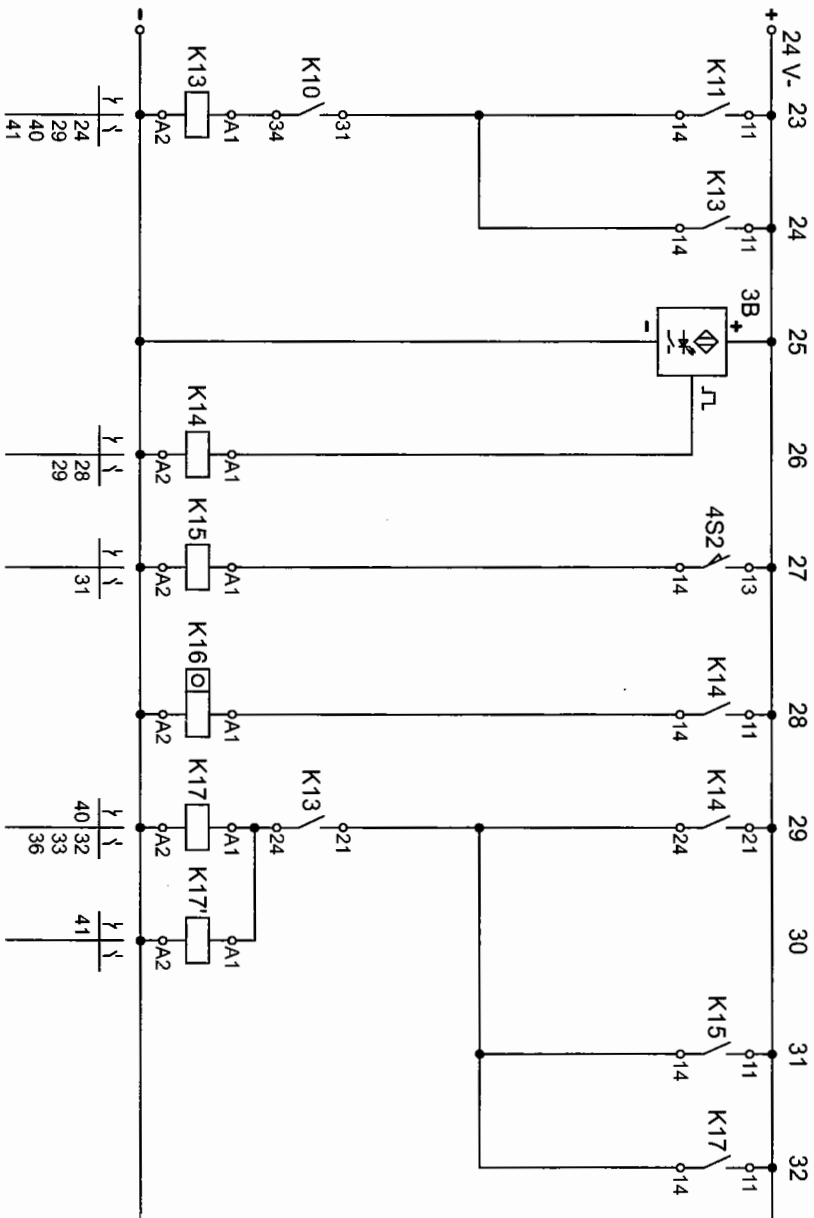 24 V- 23 24 25 26 27 28 29 30 31 32
+
11 11 + 13 11 21 11 11
K11 K13 3B 4S2 K14 K14 K15 K17
14 14 - 14 14 24 14 14
31 21
K10 K13
34 24
A1 A1 A1 A1 A1 A1
K13 K14 K15 K16 K17 K17'
A2 A2 A2 A2 A2 A2
-
24 28 31 40 32 41
29 29 33
40 36
41